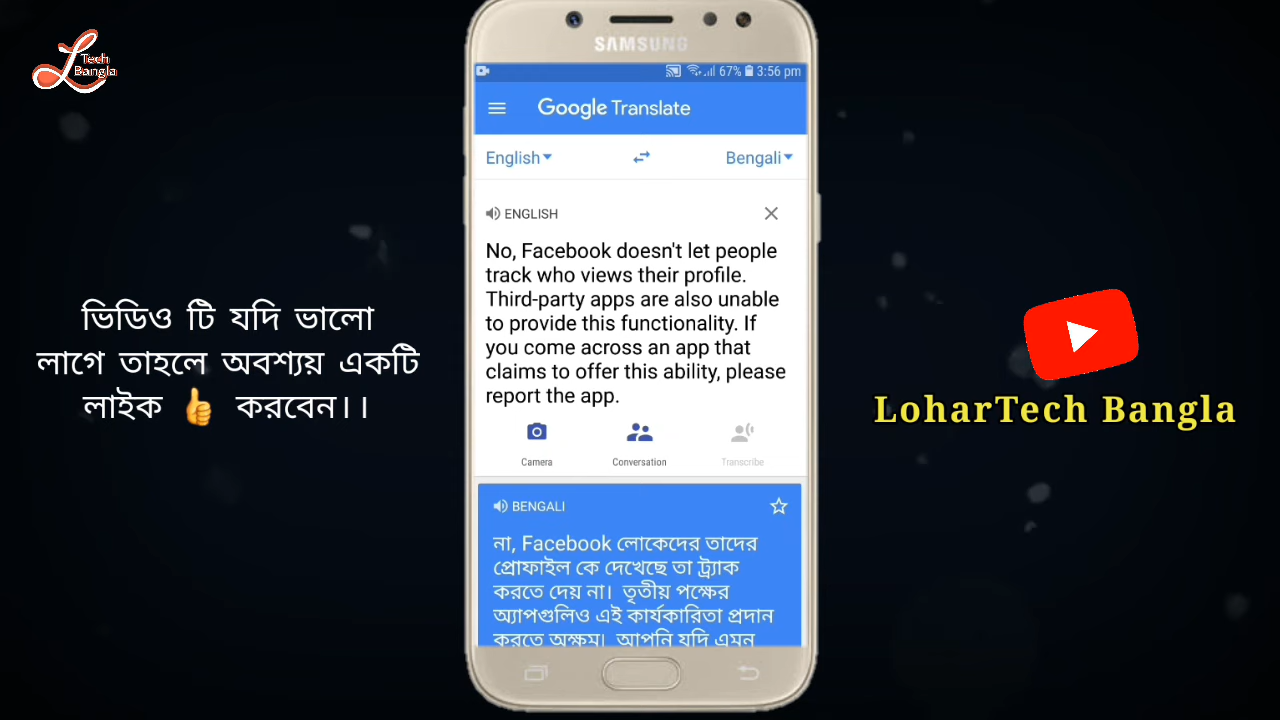 Tech
Bangla
SAMSUNG
67% 3:56 pm
Google Translate
English
Bengali
ENGLISH
No, Facebook doesn't let people
track who views their profile.
Third-party apps are also unable
to provide this functionality. If
you come across an app that
claims to offer this ability, please
report the app.
Camera
Conversation
Transcribe
BENGALI
না, Facebook লোকেদের তাদের
প্রোফাইল কে দেখেছে তা ট্র্যাক
করতে দেয় না। তৃতীয় পক্ষের
অ্যাপগুলিও এই কার্যকারিতা প্রদান
করতে অক্ষম। আপনি যদি এমন
ভিডিও টি যদি ভালো
লাগে তাহলে অবশ্যয় একটি
লাইক 👍 করবেন।।
LoharTech Bangla